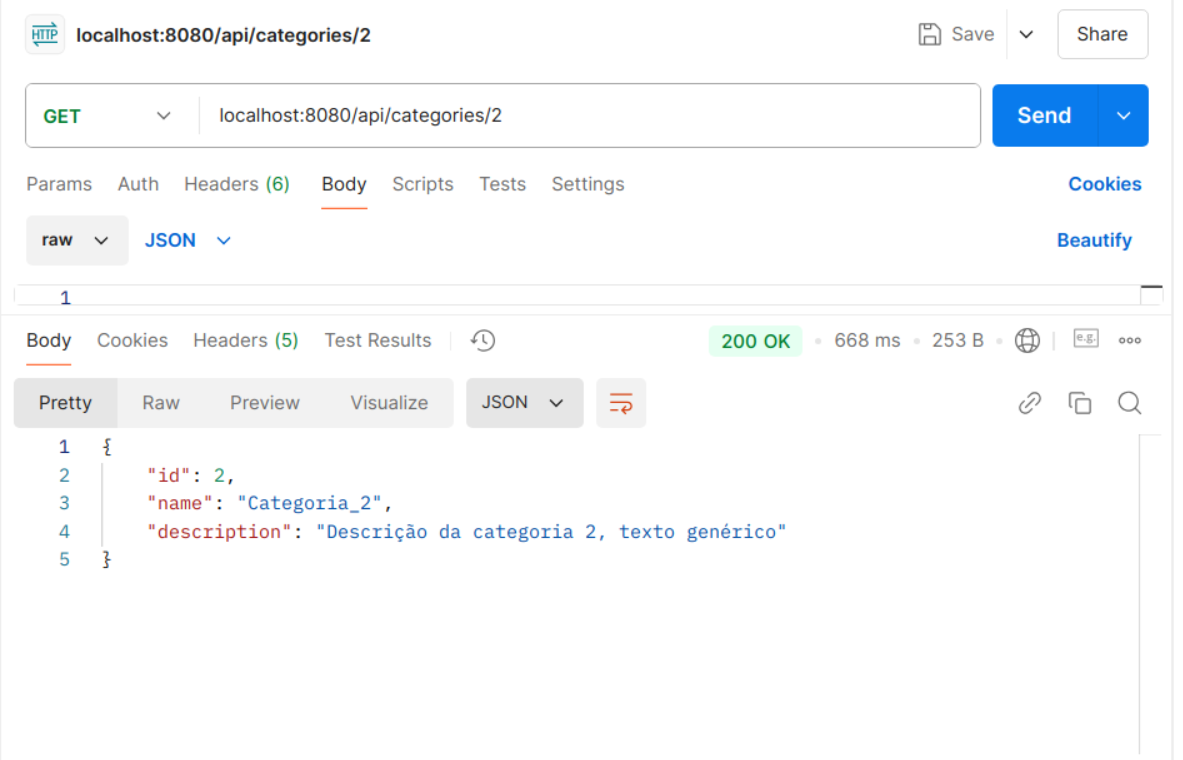 HTTP localhost:8080/api/categories/2 Save Share
GET localhost:8080/api/categories/2 Send
Params Auth Headers (6) Body Scripts Tests Settings Cookies
raw JSON Beautify
1
Body Cookies Headers (5) Test Results 200 OK 668 ms 253 B e.g.
Pretty Raw Preview Visualize JSON
1 {
2 "id": 2,
3 "name": "Categoria_2",
4 "description": "Descrição da categoria 2, texto genérico"
5 }